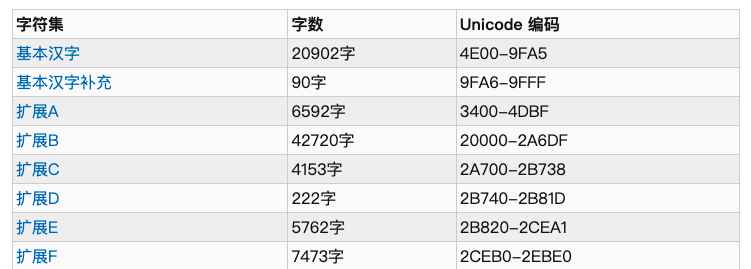 字符集 字数 Unicode 编码
基本汉字 20902字 4E00-9FA5
基本汉字补充 90字 9FA6-9FFF
扩展A 6592字 3400-4DBF
扩展B 42720字 20000-2A6DF
扩展C 4153字 2A700-2B738
扩展D 222字 2B740-2B81D
扩展E 5762字 2B820-2CEA1
扩展F 7473字 2CEB0-2EBE0